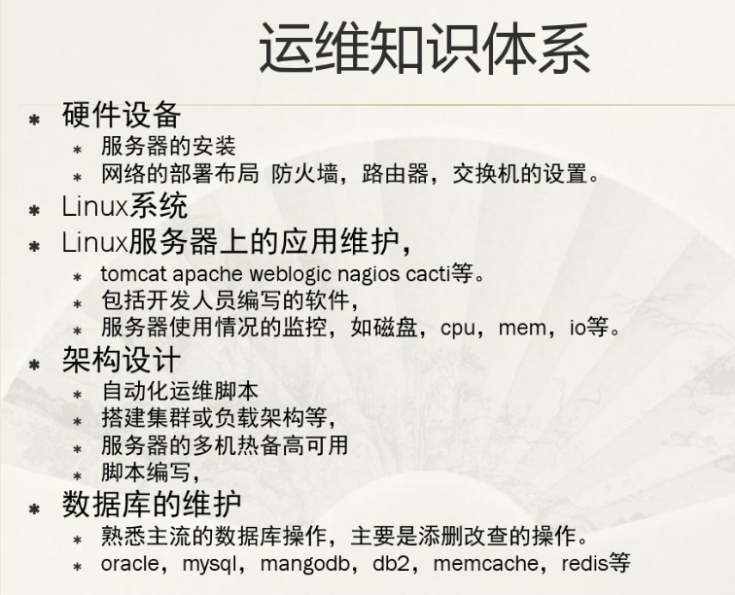 运维知识体系
* 硬件设备
* 服务器的安装
* 网络的部署布局 防火墙，路由器，交换机的设置。
* Linux系统
* Linux服务器上的应用维护，
* tomcat apache weblogic nagios cacti等。
* 包括开发人员编写的软件，
* 服务器使用情况的监控，如磁盘，cpu，mem，io等。
* 架构设计
* 自动化运维脚本
* 搭建集群或负载架构等，
* 服务器的多机热备高可用
* 脚本编写，
* 数据库的维护
* 熟悉主流的数据库操作，主要是添删改查的操作。
* oracle，mysql，mangodb，db2，memcache，redis等